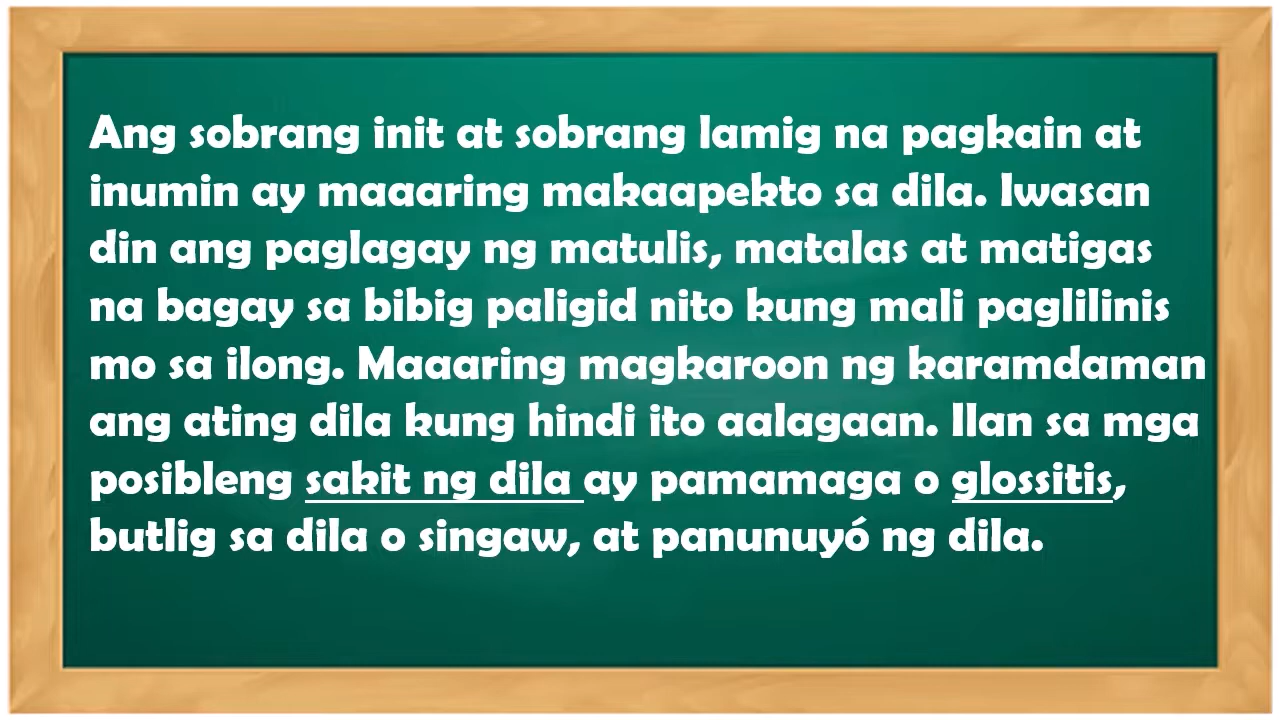 Ang sobrang init at sobrang lamig na pagkain at
inumin ay maaaring makaapekto sa dila. Iwasan
din ang paglagay ng matulis, matalas at matigas
na bagay sa bibig paligid nito kung mali paglilinis
mo sa ilong. Maaaring magkaroon ng karamdaman
ang ating dila kung hindi ito aalagaan. Ilan sa mga
posibleng sakit ng dila ay pamamaga o glossitis,
butlig sa dila o singaw, at panunuyó ng dila.